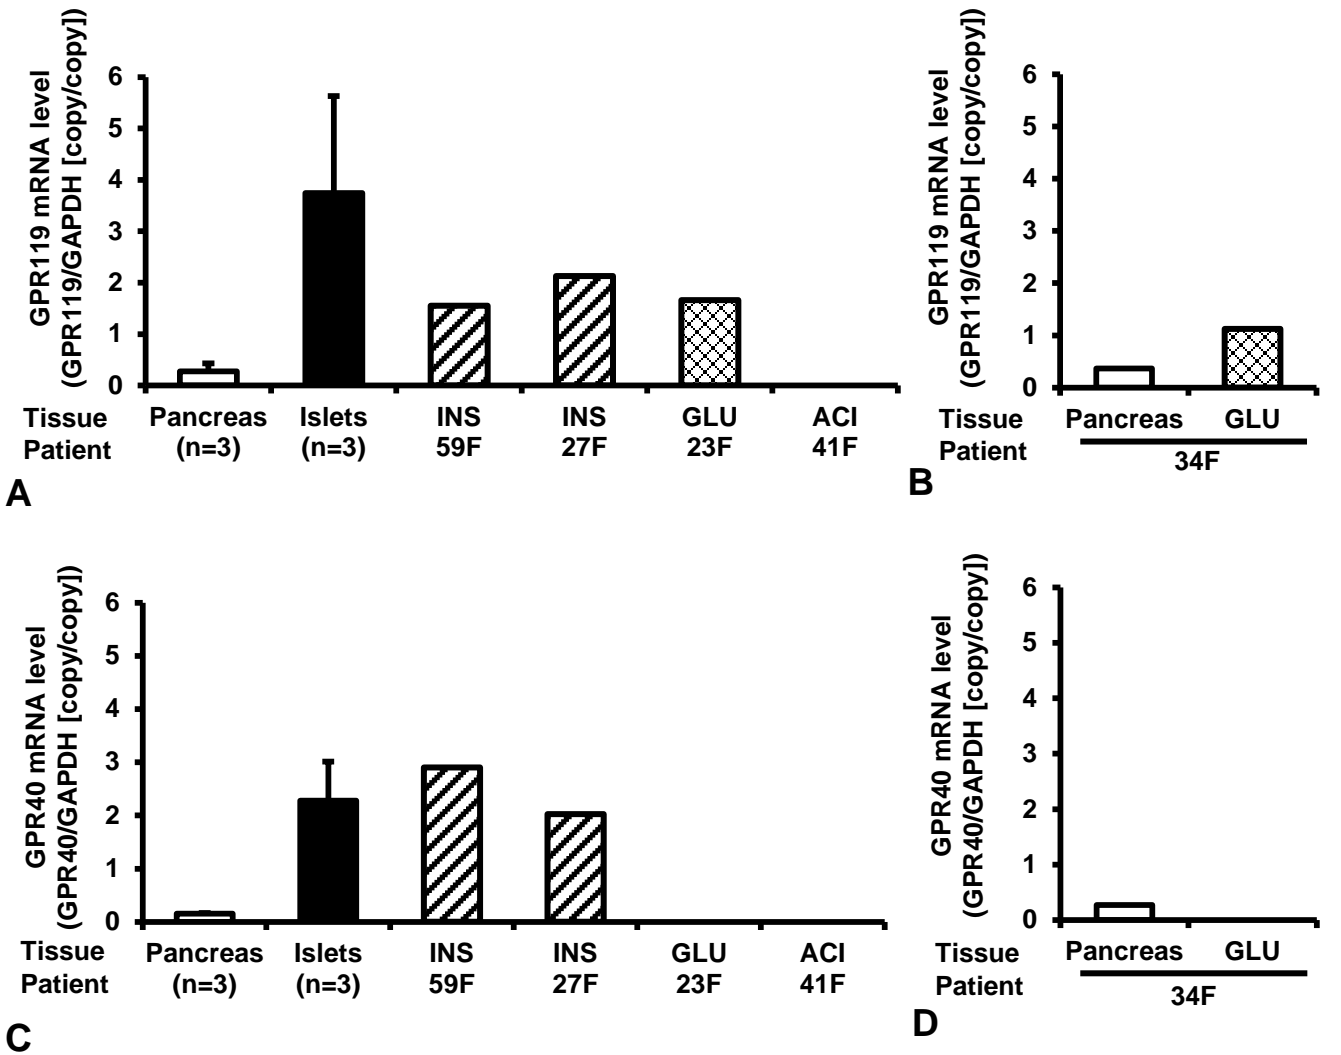 GPR119 mRNA level
(GPR119/GAPDH [copy/copy])
6
5
4
3
2
1
0
Tissue Pancreas Islets INS INS GLU ACI
Patient (n=3) (n=3) 59F 27F 23F 41F
A
GPR119 mRNA level
(GPR119/GAPDH [copy/copy])
6
5
4
3
2
1
0
Tissue Pancreas GLU
Patient 34F
B
GPR40 mRNA level
(GPR40/GAPDH [copy/copy])
6
5
4
3
2
1
0
Tissue Pancreas Islets INS INS GLU ACI
Patient (n=3) (n=3) 59F 27F 23F 41F
C
GPR40 mRNA level
(GPR40/GAPDH [copy/copy])
6
5
4
3
2
1
0
Tissue Pancreas GLU
Patient 34F
D